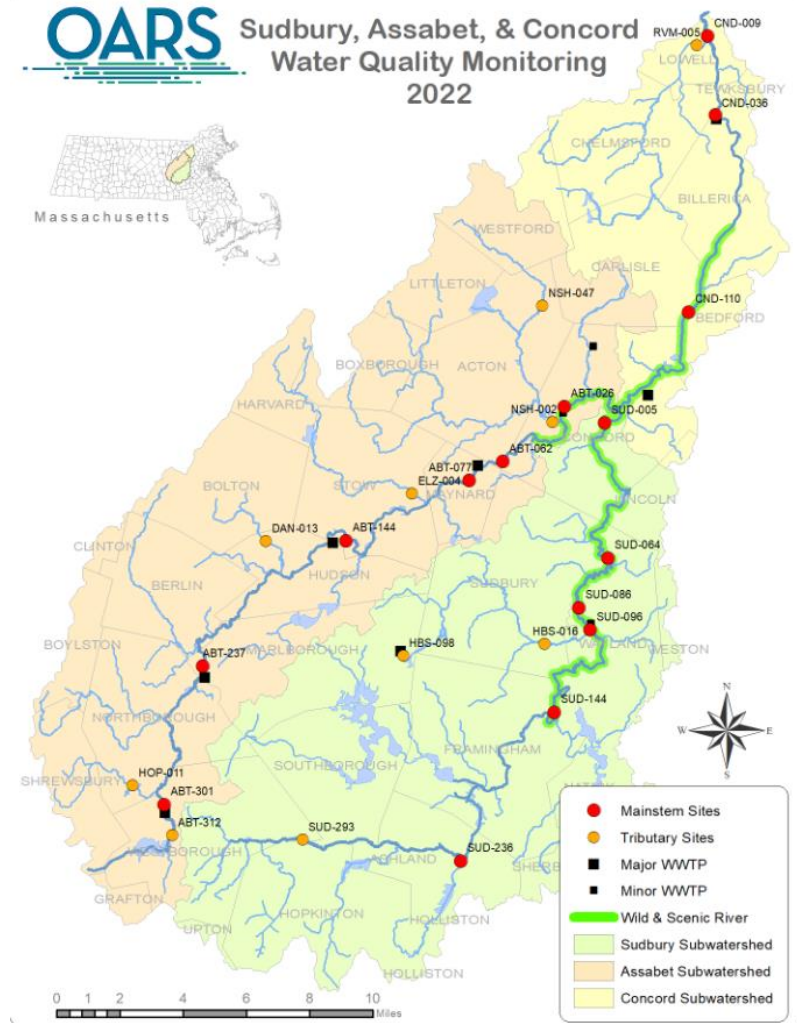 OARS
Sudbury, Assabet, & Concord
Water Quality Monitoring
2022
Massachusetts
RVM-005
CND-009
LOWELL
TEWKSBURY
CND-036
CHELMSFORD
BILLERICA
WESTFORD
CARLISLE
LITTLETON
NSH-047
CND-110
BEDFORD
BOXBOROUGH
ACTON
ABT-026
HARVARD
NSH-002
SUD-005
CONCORD
ABT-062
ABT-077
ELZ-004
STOW
MAYNARD
BOLTON
LINCOLN
DAN-013
ABT-144
CLINTON
SUD-064
HUDSON
BERLIN
SUDBURY
SUD-086
SUD-096
HBS-098
HBS-016
BOYLSTON
MARLBOROUGH
WAYLAND
WESTON
ABT-237
SUD-144
N
W
E
S
NORTHBOROUGH
FRAMINGHAM
SOUTHBOROUGH
HOP-011
SHREWSBURY
ABT-301
ABT-312
SUD-293
SUD-236
ASHLAND
GRAFTON
HOPKINTON
HOLLISTON
UPTON
HOLLISTON
Mainstem Sites
Tributary Sites
Major WWTP
Minor WWTP
Wild & Scenic River
Sudbury Subwatershed
Assabet Subwatershed
Concord Subwatershed
0 1 2 4 6 8 10
Miles